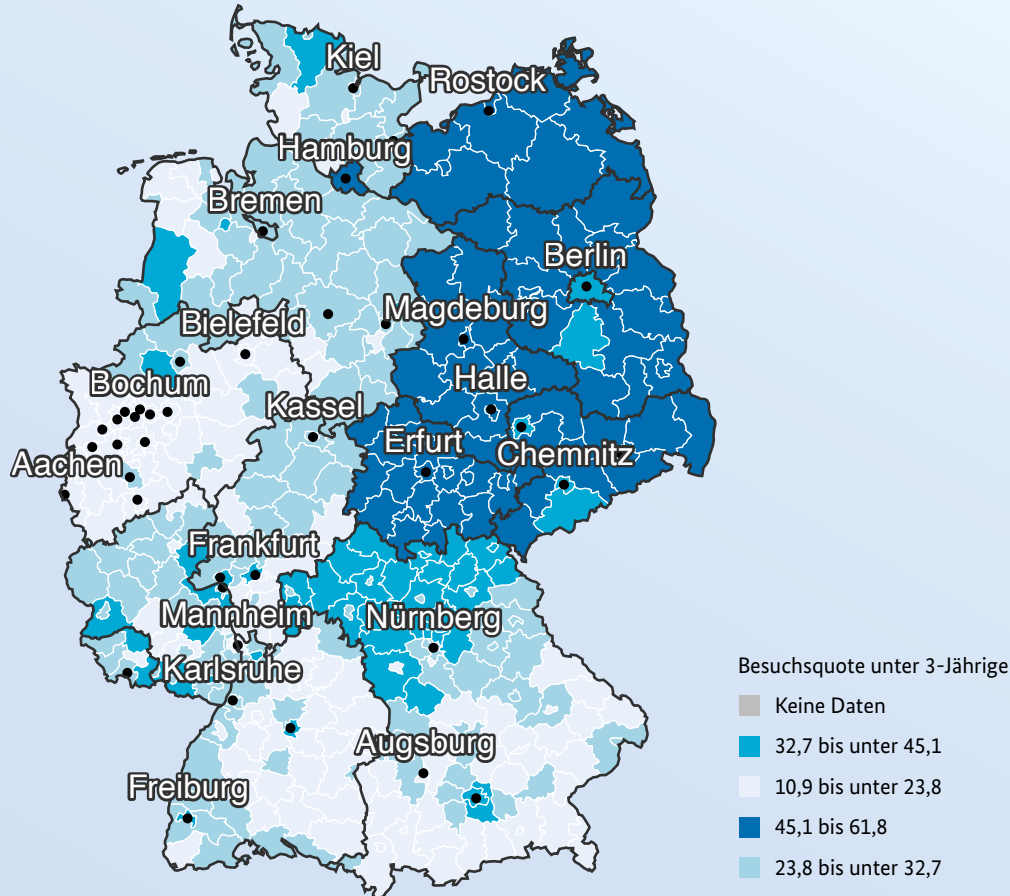 Kiel
Rostock
Hamburg
Bremen
Berlin
Magdeburg
Bielefeld
Halle
Bochum
Kassel
Erfurt
Chemnitz
Aachen
Frankfurt
Mannheim
Nürnberg
Karlsruhe
Augsburg
Freiburg
Besuchsquote unter 3-Jährige
Keine Daten
32,7 bis unter 45,1
10,9 bis unter 23,8
45,1 bis 61,8
23,8 bis unter 32,7